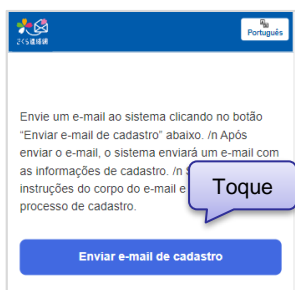 さくら連絡網
Português
Envie um e-mail ao sistema clicando no botão
"Enviar e-mail de cadastro" abaixo. /n Após
enviar o e-mail, o sistema enviará um e-mail com
as informações de cadastro. /n
instruções do corpo do e-mail e
processo de cadastro.
Toque
Enviar e-mail de cadastro